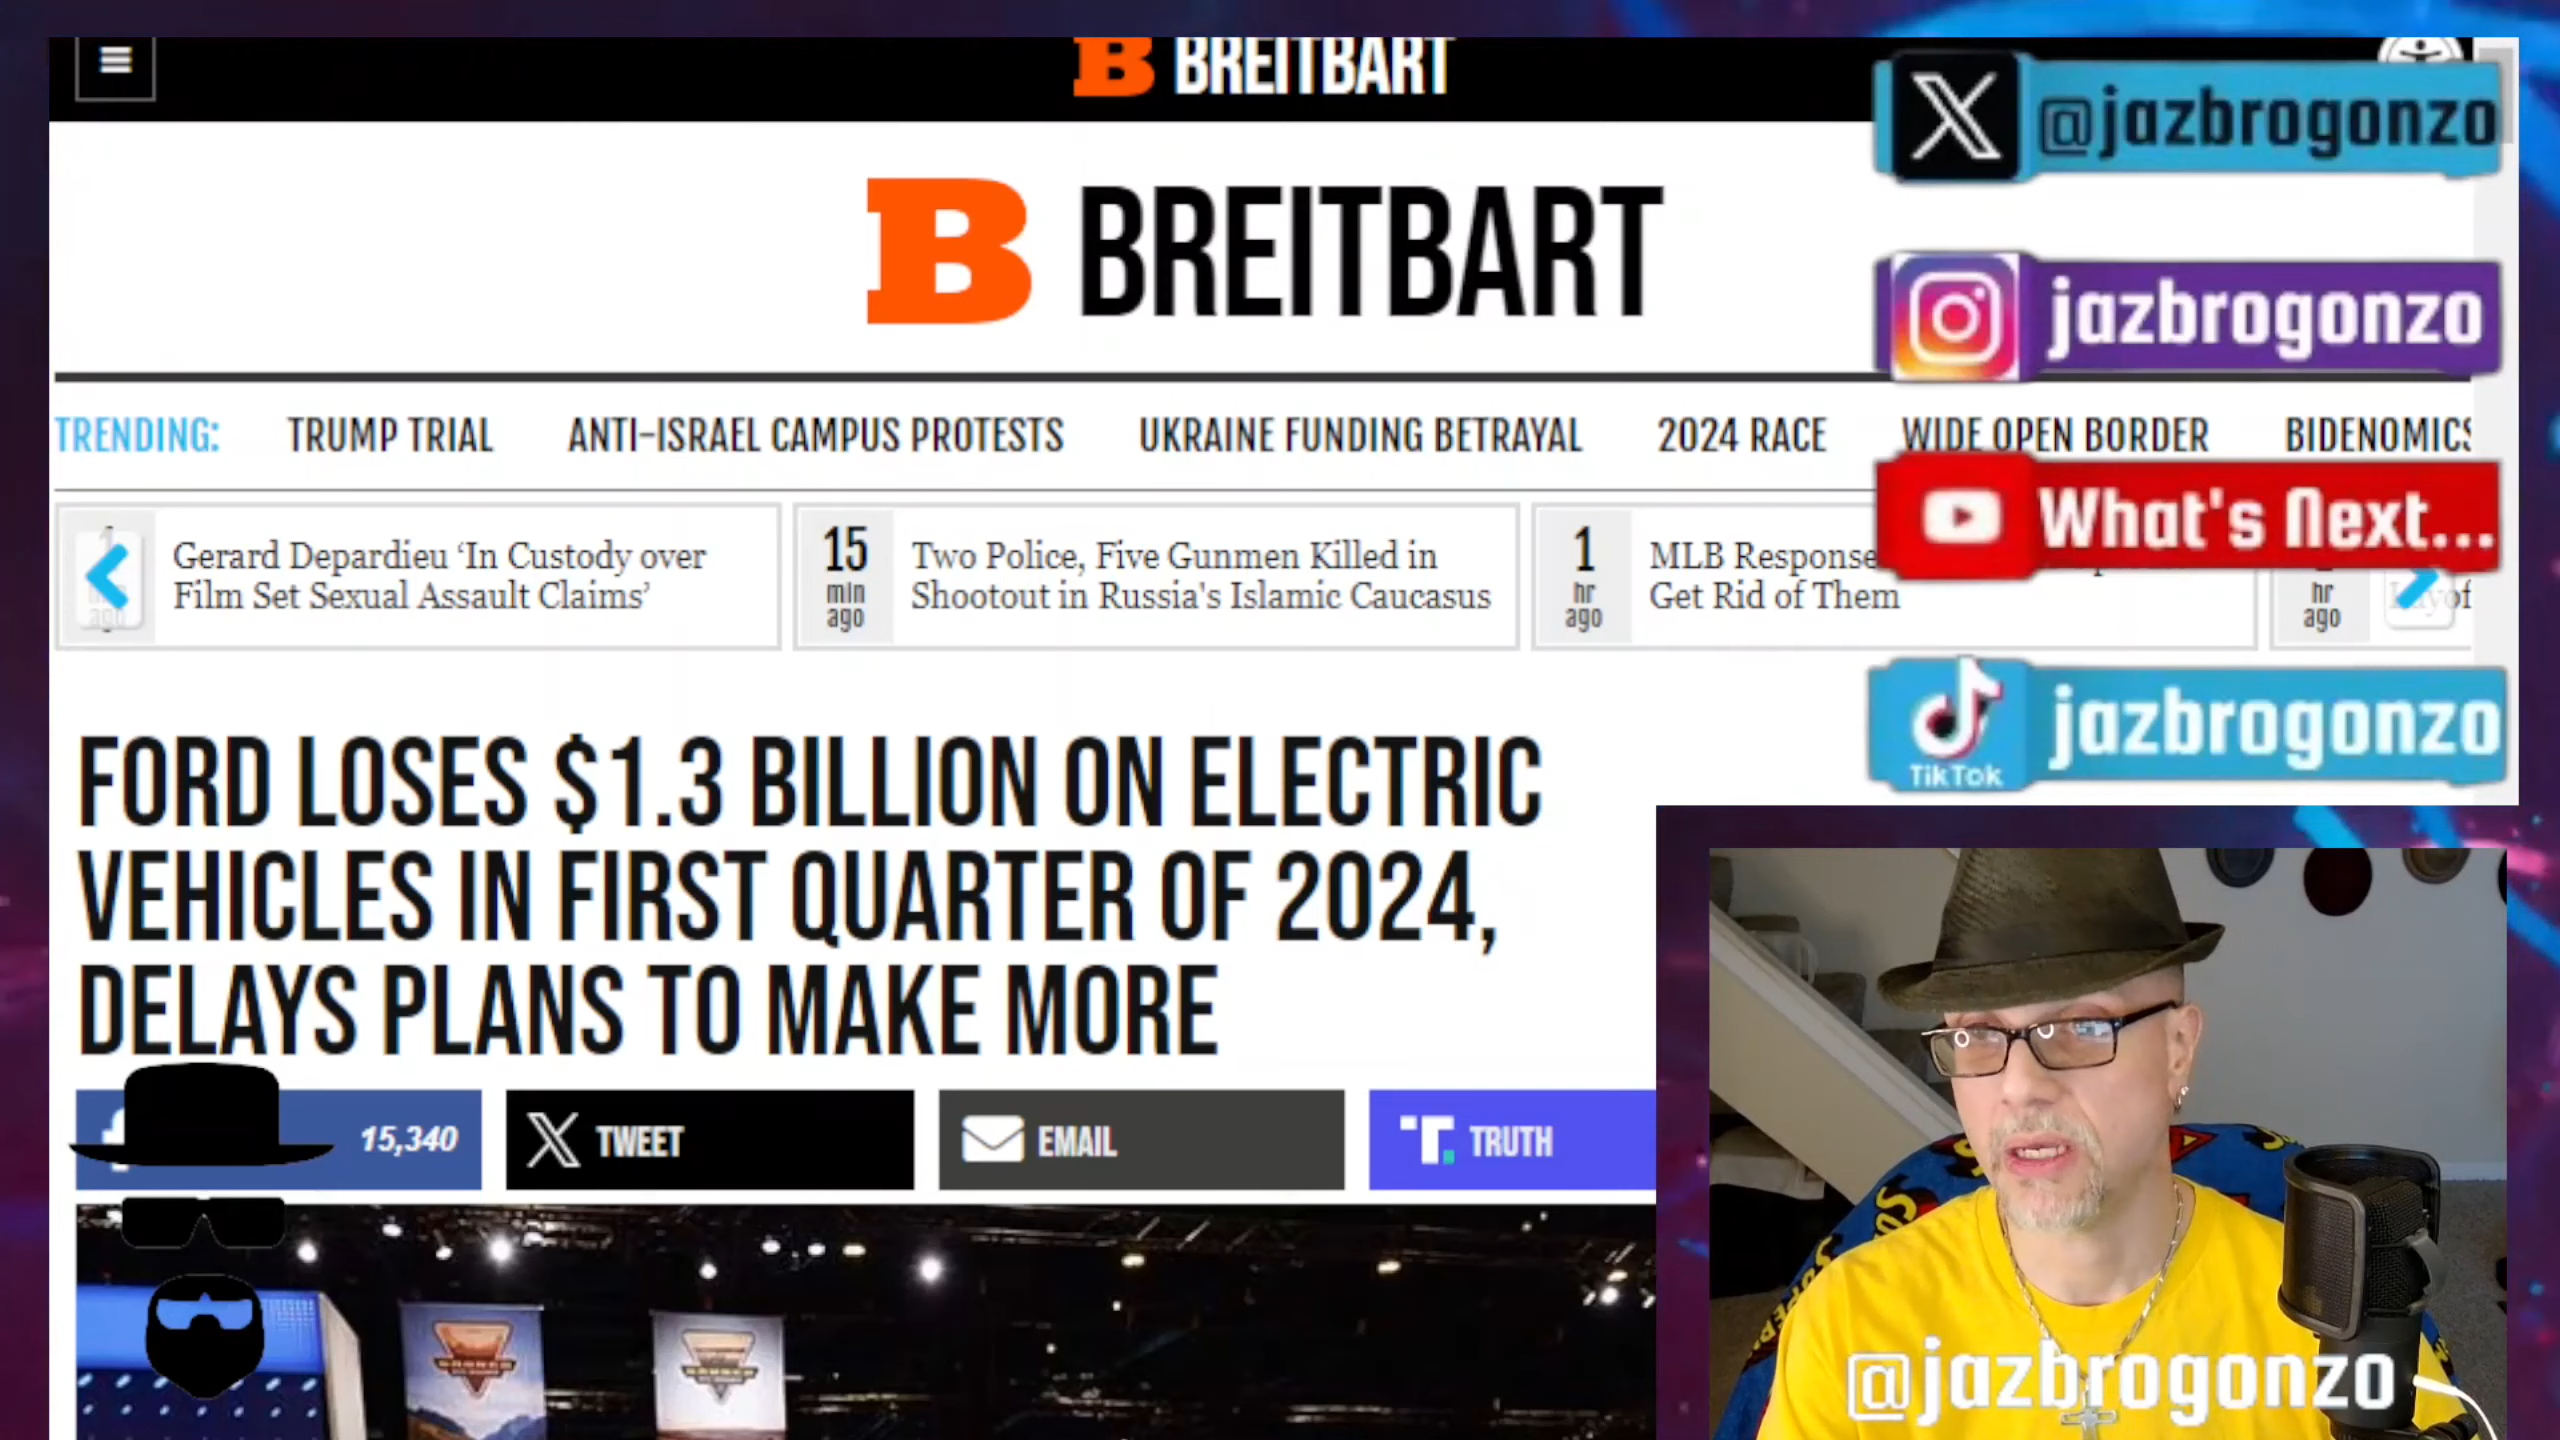 BREITBART
@jazbrogonzo
B BREITBART
jazbrogonzo
TRENDING: TRUMP TRIAL ANTI-ISRAEL CAMPUS PROTESTS UKRAINE FUNDING BETRAYAL 2024 RACE WIDE OPEN BORDER BIDENOMICS
What's Next...
Gerard Depardieu ‘In Custody over
Film Set Sexual Assault Claims’
15
min
ago
Two Police, Five Gunmen Killed in
Shootout in Russia's Islamic Caucasus
1
hr
ago
MLB Response
Get Rid of Them
hr
ago
TikTok
jazbrogonzo
FORD LOSES $1.3 BILLION ON ELECTRIC
VEHICLES IN FIRST QUARTER OF 2024,
DELAYS PLANS TO MAKE MORE
15,340
TWEET
EMAIL
TRUTH
@jazbrogonzo